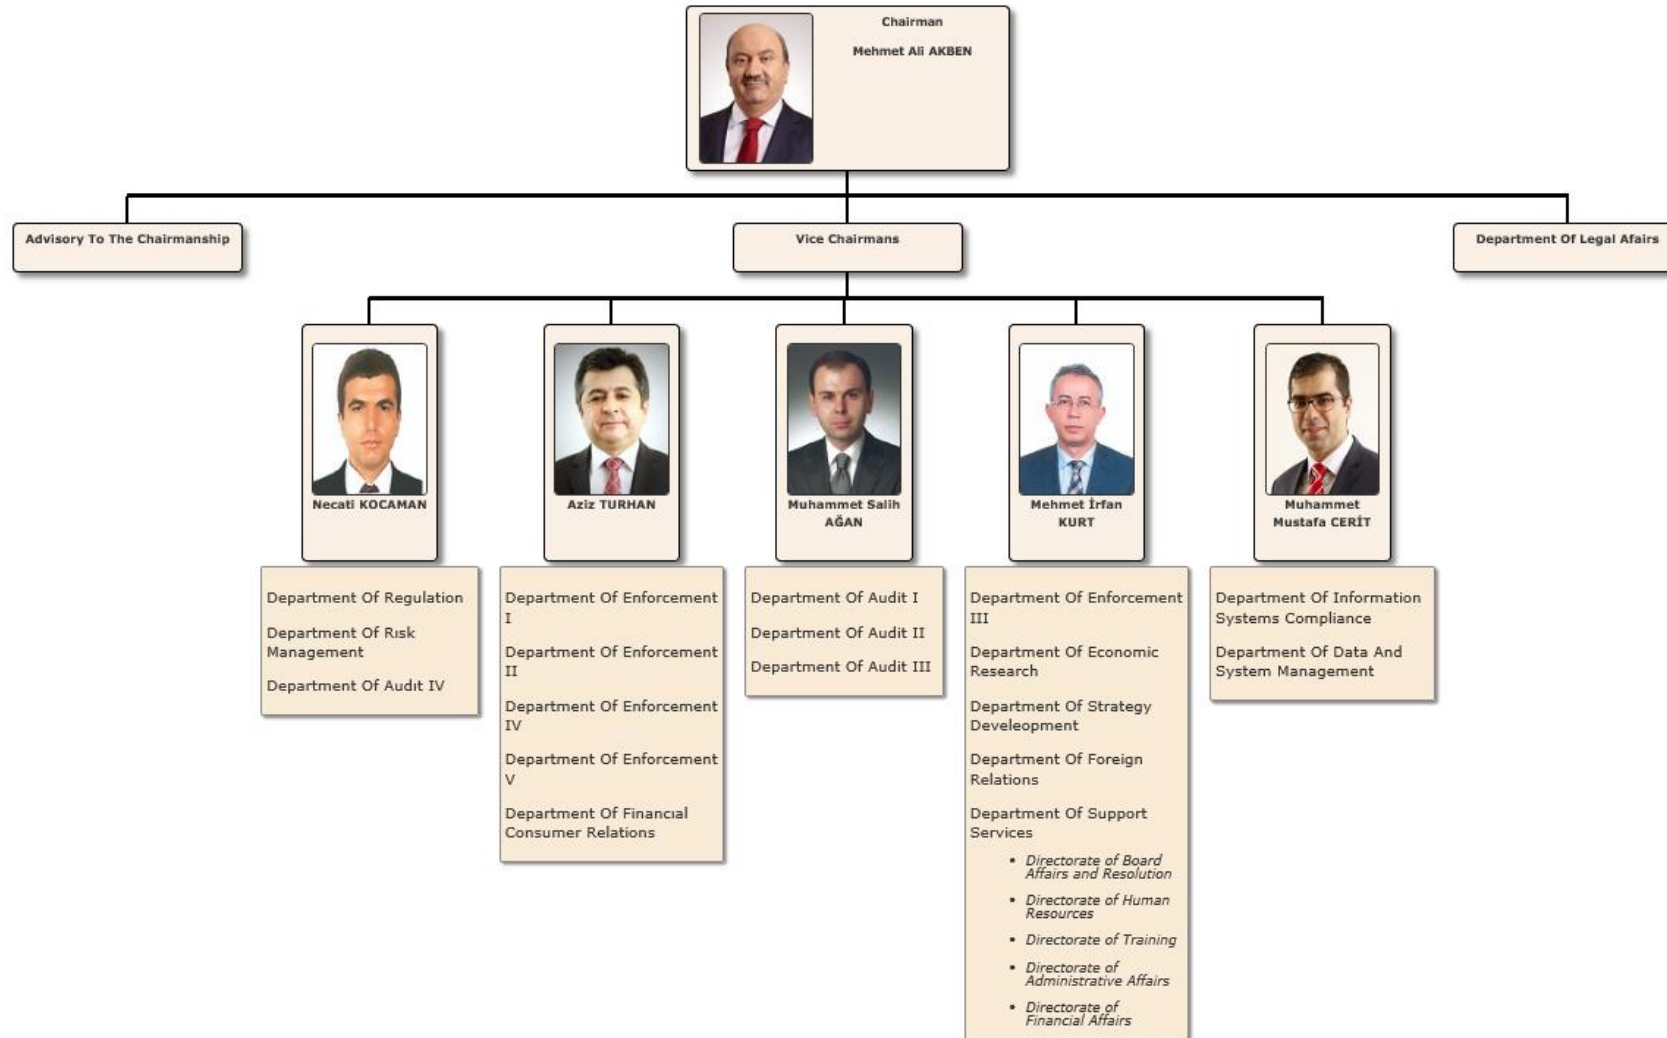 Chairman
Mehmet Ali AKBEN
Advisory To The Chairmanship
Vice Chairmans
Department Of Legal Afairs
Necati KOCAMAN
Aziz TURHAN
Muhammet Salih
AĞAN
Mehmet İrfan
KURT
Muhammet
Mustafa CERİT
Department Of Regulation
Department Of Rısk
Management
Department Of Audıt IV
Department Of Enforcement
I
Department Of Enforcement
II
Department Of Enforcement
IV
Department Of Enforcement
V
Department Of Financıal
Consumer Relations
Department Of Audit I
Department Of Audit II
Department Of Audit III
Department Of Enforcement
III
Department Of Economic
Research
Department Of Strategy
Develeopment
Department Of Foreign
Relations
Department Of Support
Services
• Directorate of Board
Affairs and Resolution
• Directorate of Human
Resources
• Directorate of Training
• Directorate of
Administrative Affairs
• Directorate of
Financial Affairs
Department Of Information
Systems Compliance
Department Of Data And
System Management